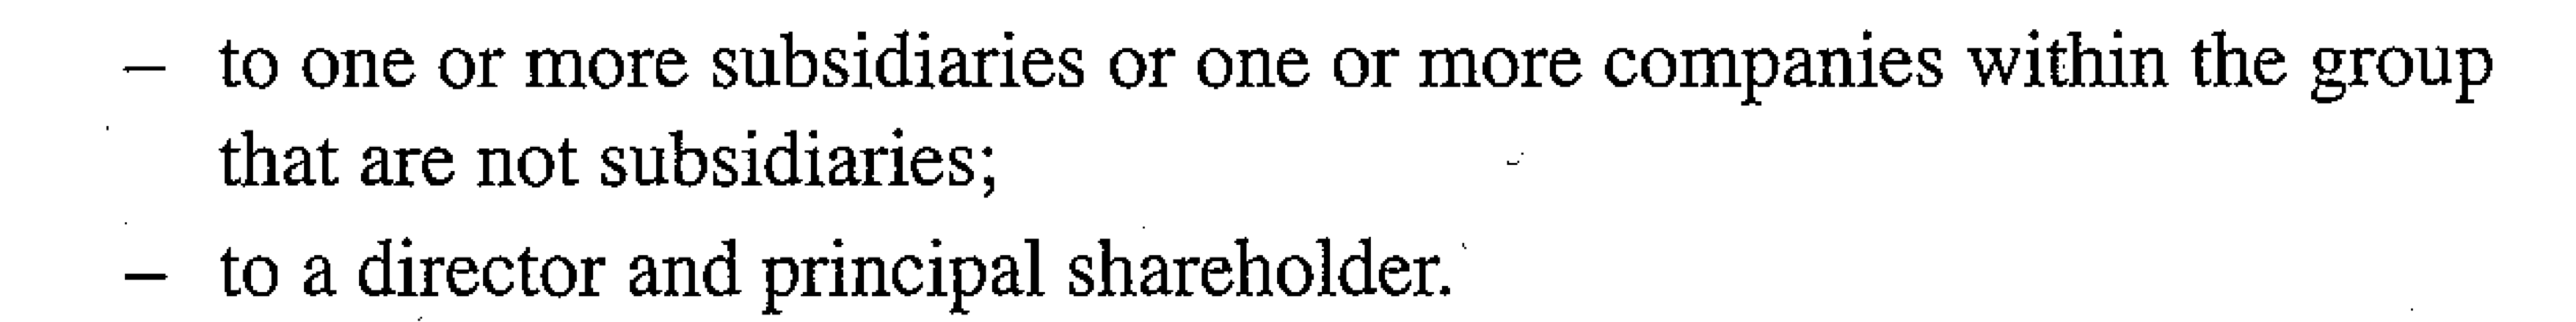 – to one or more subsidiaries or one or more companies within the group
that are not subsidiaries;
– to a director and principal shareholder.